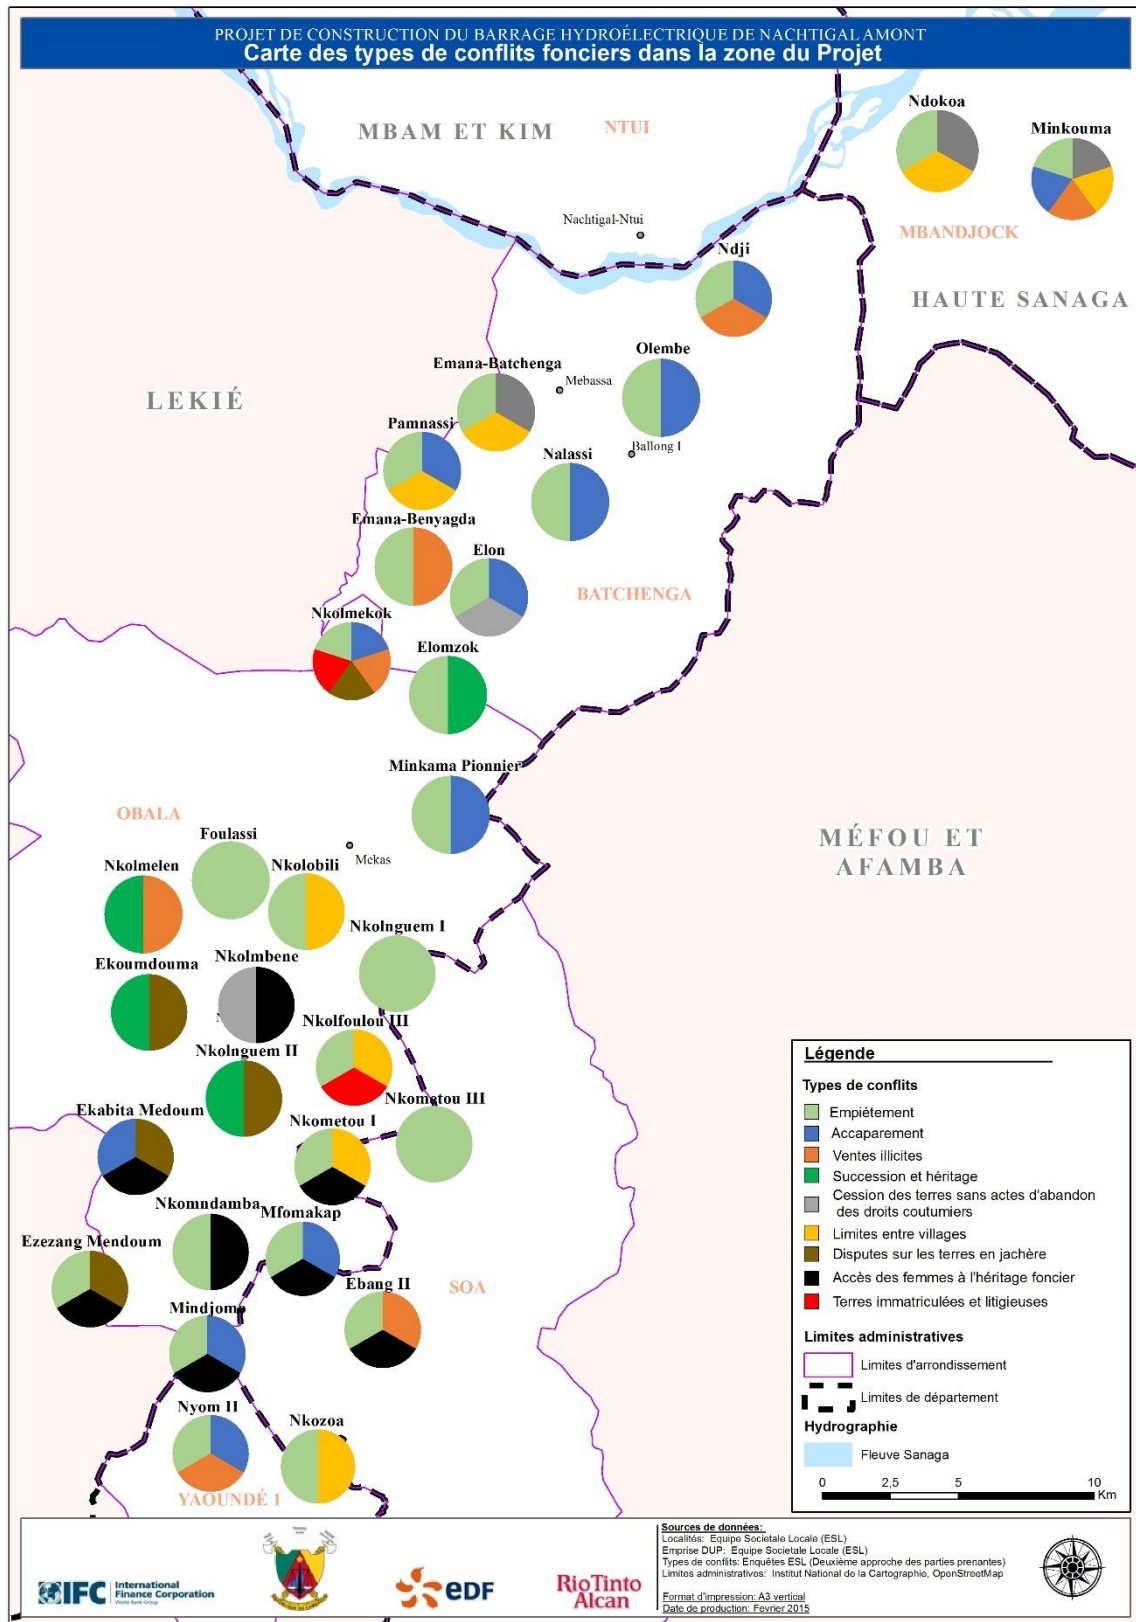 PROJET DE CONSTRUCTION DU BARRAGE HYDROÉLECTRIQUE DE NACHTIGAL AMONT
Carte des types de conflits fonciers dans la zone du Projet
Ndokoa
MBAM ET KIM
NTUI
Minkouma
Nachtigal-Ntui
MBANDJOCK
Ndji
HAUTE SANAGA
Olembe
Emana-Batchenga
Mebassa
LEKIÉ
Pamnassi
Ballong I
Nalassi
Emana-Benyagda
Elon
BATCHENGA
Nkolmekok
Elomzok
Minkama Pionnier
OBALA
MÉFOU ET
AFAMBA
Foulassi
Mekas
Nkolmelen
Nkolobili
Nkolnguem I
Nkolmbene
Ekoumdouma
Nkolfoulou III
Nkolnguem II
Nkometou III
Ekabita Medoum
Nkometou I
Nkomndamba
Mfomakap
Ezezang Mendoum
Ebang II
SOA
Mindjomo
Nyom II
Nkozoa
YAOUNDÉ 1
Légende
Types de conflits
Empiétement
Accaparement
Ventes illicites
Succession et héritage
Cession des terres sans actes d'abandon
des droits coutumiers
Limites entre villages
Disputes sur les terres en jachère
Accès des femmes à l'héritage foncier
Terres immatriculées et litigieuses
Limites administratives
Limites d'arrondissement
Limites de département
Hydrographie
Fleuve Sanaga
0 2,5 5 10
Km
IFC International
Finance Corporation
World Bank Group
eDF
RioTinto
Alcan
Sources de données:
Localités: Equipe Societale Locale (ESL)
Emprise DUP: Equipe Societale Locale (ESL)
Types de conflits: Enquêtes ESL (Deuxième approche des parties prenantes)
Limites administratives: Institut National de la Cartographie, OpenStreetMap
Format d'impression: A3 vertical
Date de production: Fevrier 2015